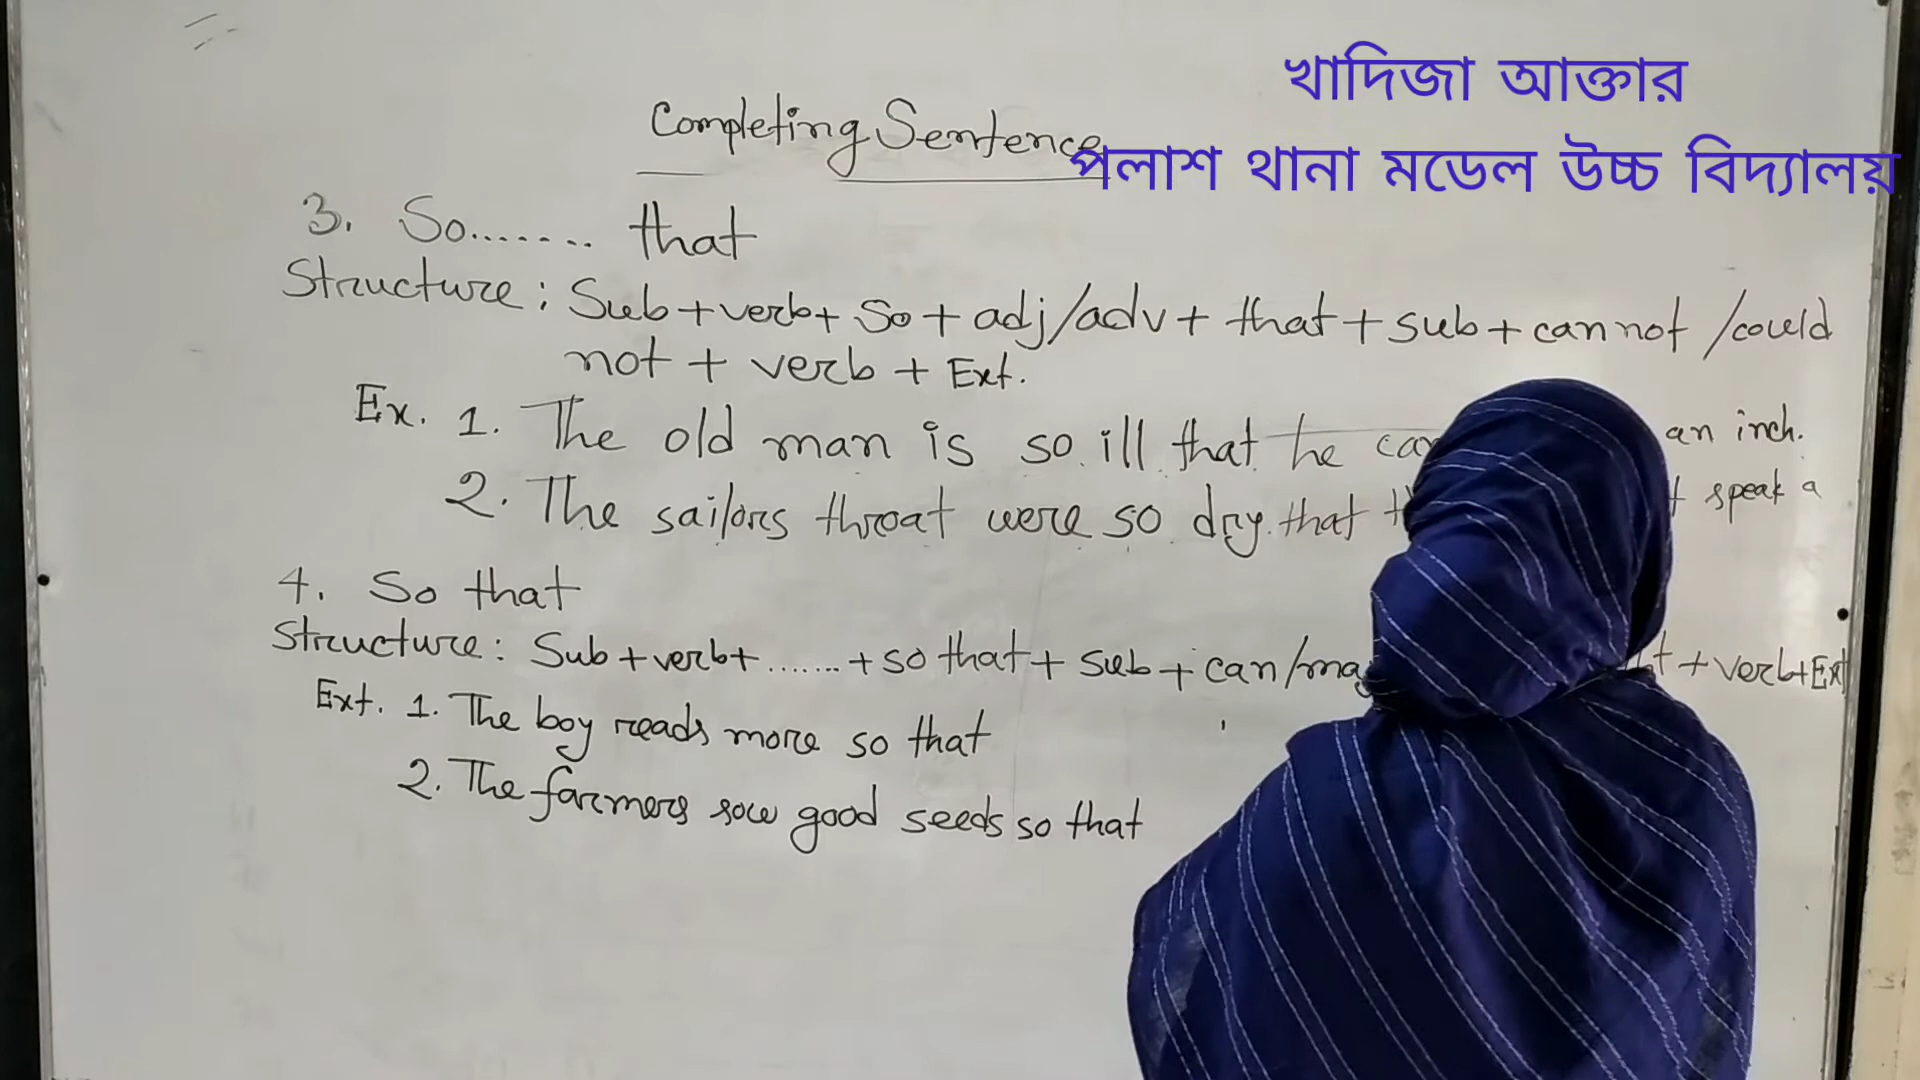 খাদিজা আক্তার
পলাশ থানা মডেল উচ্চ বিদ্যালয়
Completing Sentence
3. So....... that
Structure: Sub+verb+ So + adj/adv + that + sub + can not /could
not + verb + Ext.
Ex. 1. The old man is so ill that he an inch.
2. The sailors throat were so dry that speak a
4. So that
Structure: Sub+verb+.......+so that + sub + can/ + verb+Ext
Ext. 1. The boy reads more so that
2. The farmers sow good seeds so that